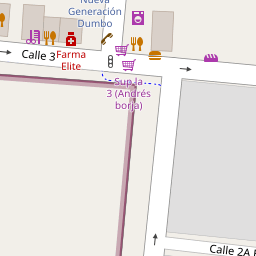 Nueva
Generación
Dumbo
Calle 3
Farma
Elite
Sup la
3 (Andrés
borja)
Calle 2A